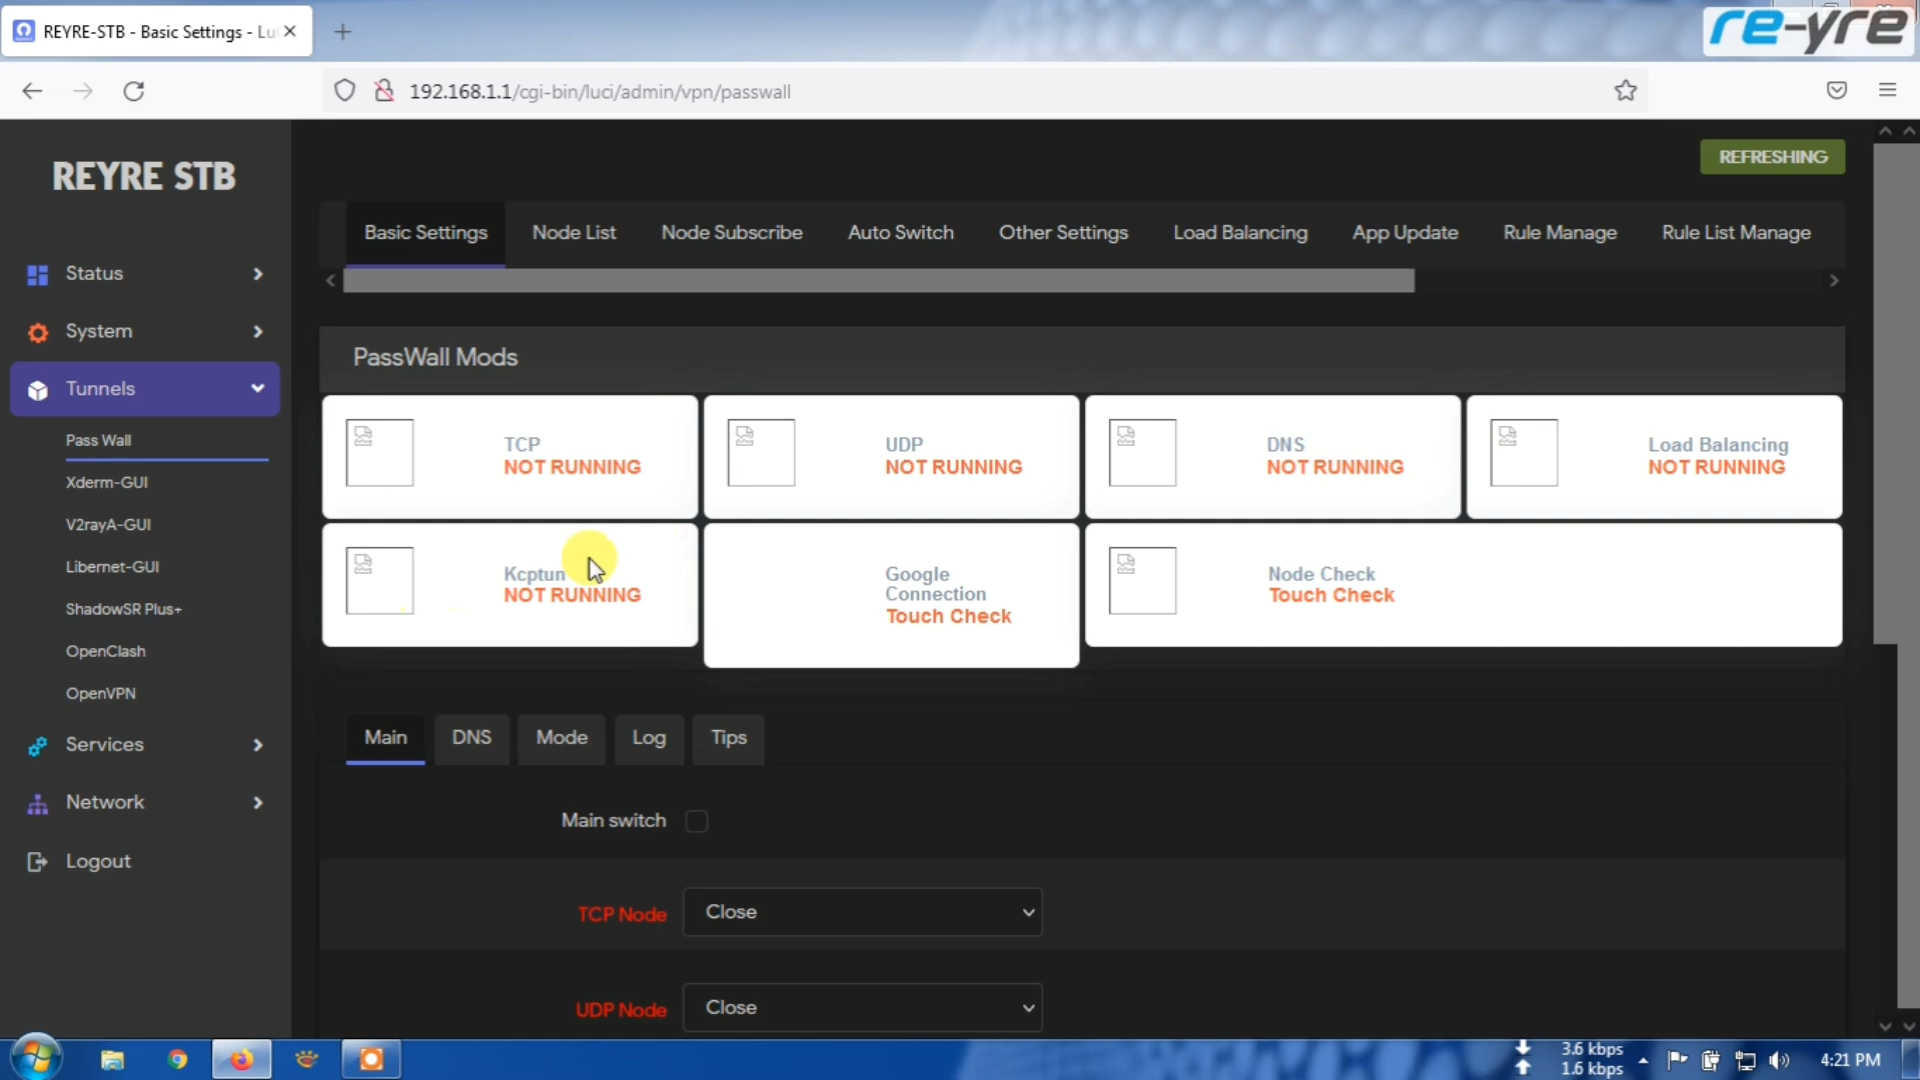 REYRE-STB - Basic Settings - Lu
re-yre
192.168.1.1/cgi-bin/luci/admin/vpn/passwall
REYRE STB
REFRESHING
Basic Settings
Node List
Node Subscribe
Auto Switch
Other Settings
Load Balancing
App Update
Rule Manage
Rule List Manage
Status
System
Tunnels
Pass Wall
Xderm-GUI
V2rayA-GUI
Libernet-GUI
ShadowSR Plus+
OpenClash
OpenVPN
Services
Network
Logout
PassWall Mods
TCP
NOT RUNNING
UDP
NOT RUNNING
DNS
NOT RUNNING
Load Balancing
NOT RUNNING
Kcptun
NOT RUNNING
Google
Connection
Touch Check
Node Check
Touch Check
Main
DNS
Mode
Log
Tips
Main switch
TCP Node
Close
UDP Node
Close
3.6 kbps
1.6 kbps
4:21 PM